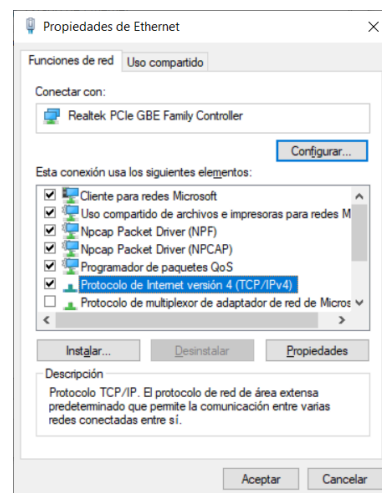 Propiedades de Ethernet
Funciones de red
Uso compartido
Conectar con:
Realtek PCIe GBE Family Controller
Configurar...
Esta conexión usa los siguientes elementos:
Cliente para redes Microsoft
Uso compartido de archivos e impresoras para redes M
Npcap Packet Driver (NPF)
Npcap Packet Driver (NPCAP)
Programador de paquetes QoS
Protocolo de Internet versión 4 (TCP/IPv4)
Protocolo de multiplexor de adaptador de red de Micros
Instalar...
Desinstalar
Propiedades
Descripción
Protocolo TCP/IP. El protocolo de red de área extensa
predeterminado que permite la comunicación entre varias
redes conectadas entre sí.
Aceptar
Cancelar